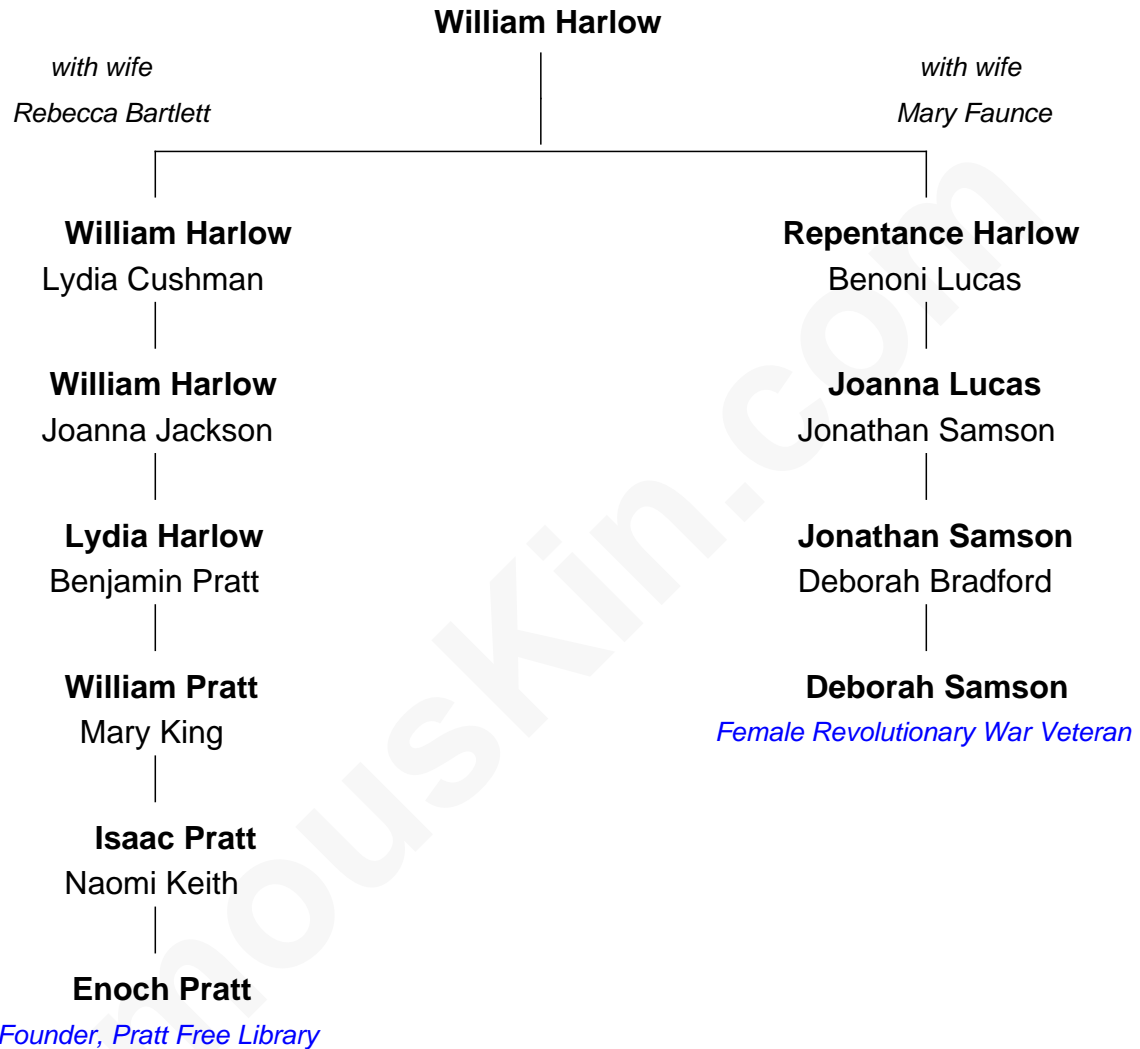 William Harlow
with wife
Rebecca Bartlett
with wife
Mary Faunce
William Harlow
Lydia Cushman
William Harlow
Joanna Jackson
Lydia Harlow
Benjamin Pratt
William Pratt
Mary King
Isaac Pratt
Naomi Keith
Enoch Pratt
Founder, Pratt Free Library
Repentance Harlow
Benoni Lucas
Joanna Lucas
Jonathan Samson
Jonathan Samson
Deborah Bradford
Deborah Samson
Female Revolutionary War Veteran
mousKin.com